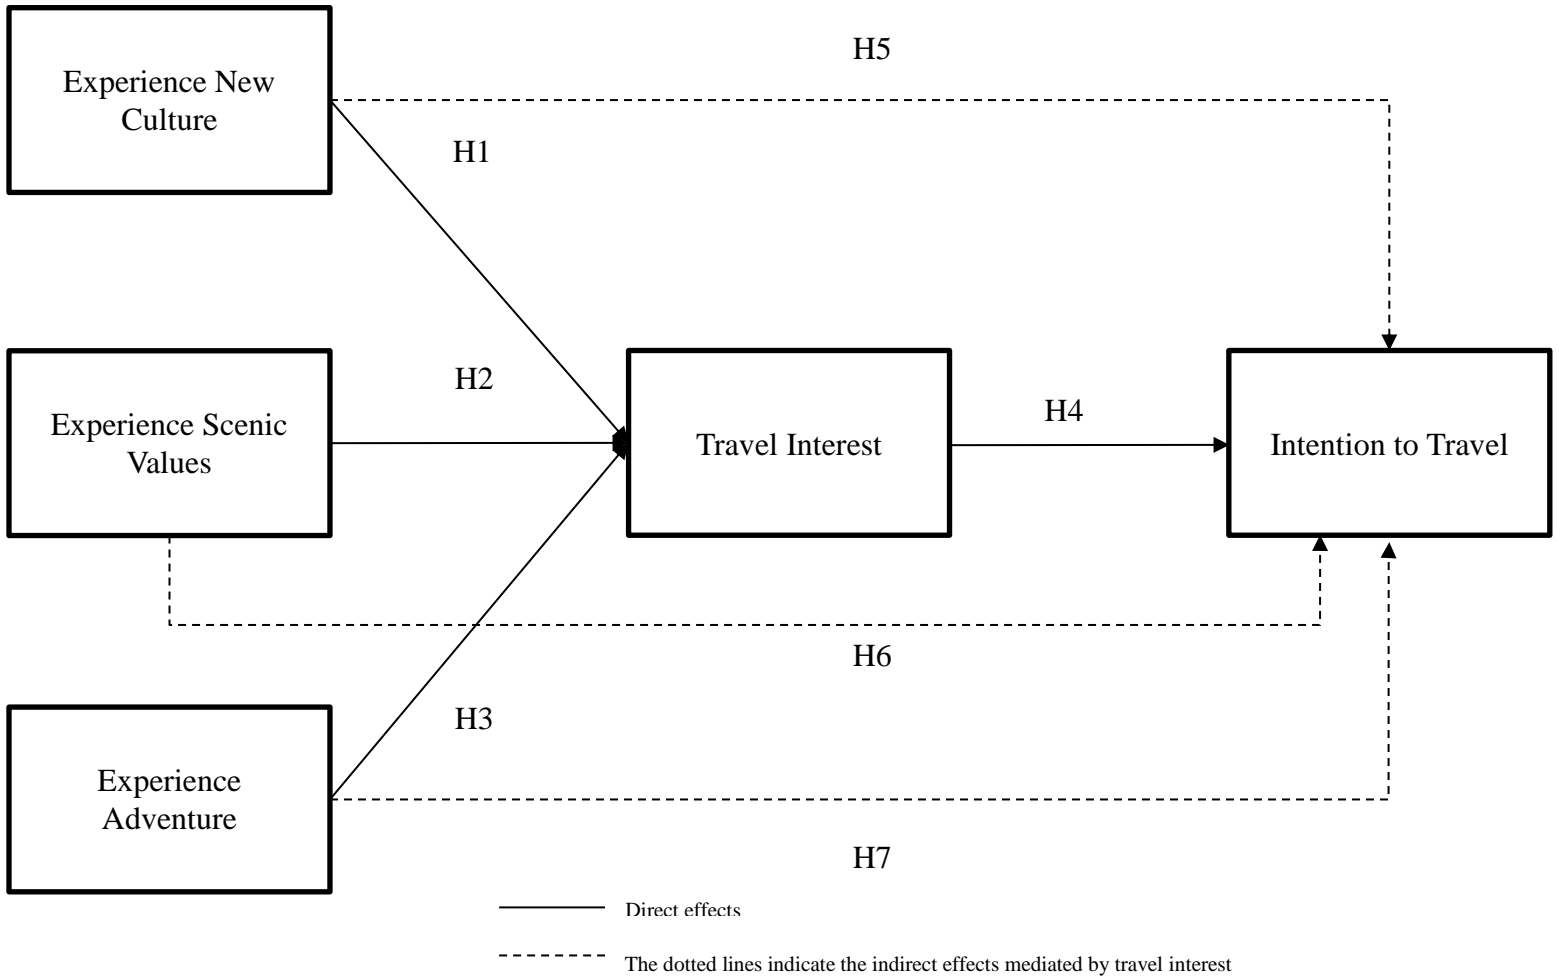 H5
Experience New
Culture
H1
H2
H4
Experience Scenic
Values
Travel Interest
Intention to Travel
H6
H3
Experience
Adventure
H7
Direct effects
The dotted lines indicate the indirect effects mediated by travel interest